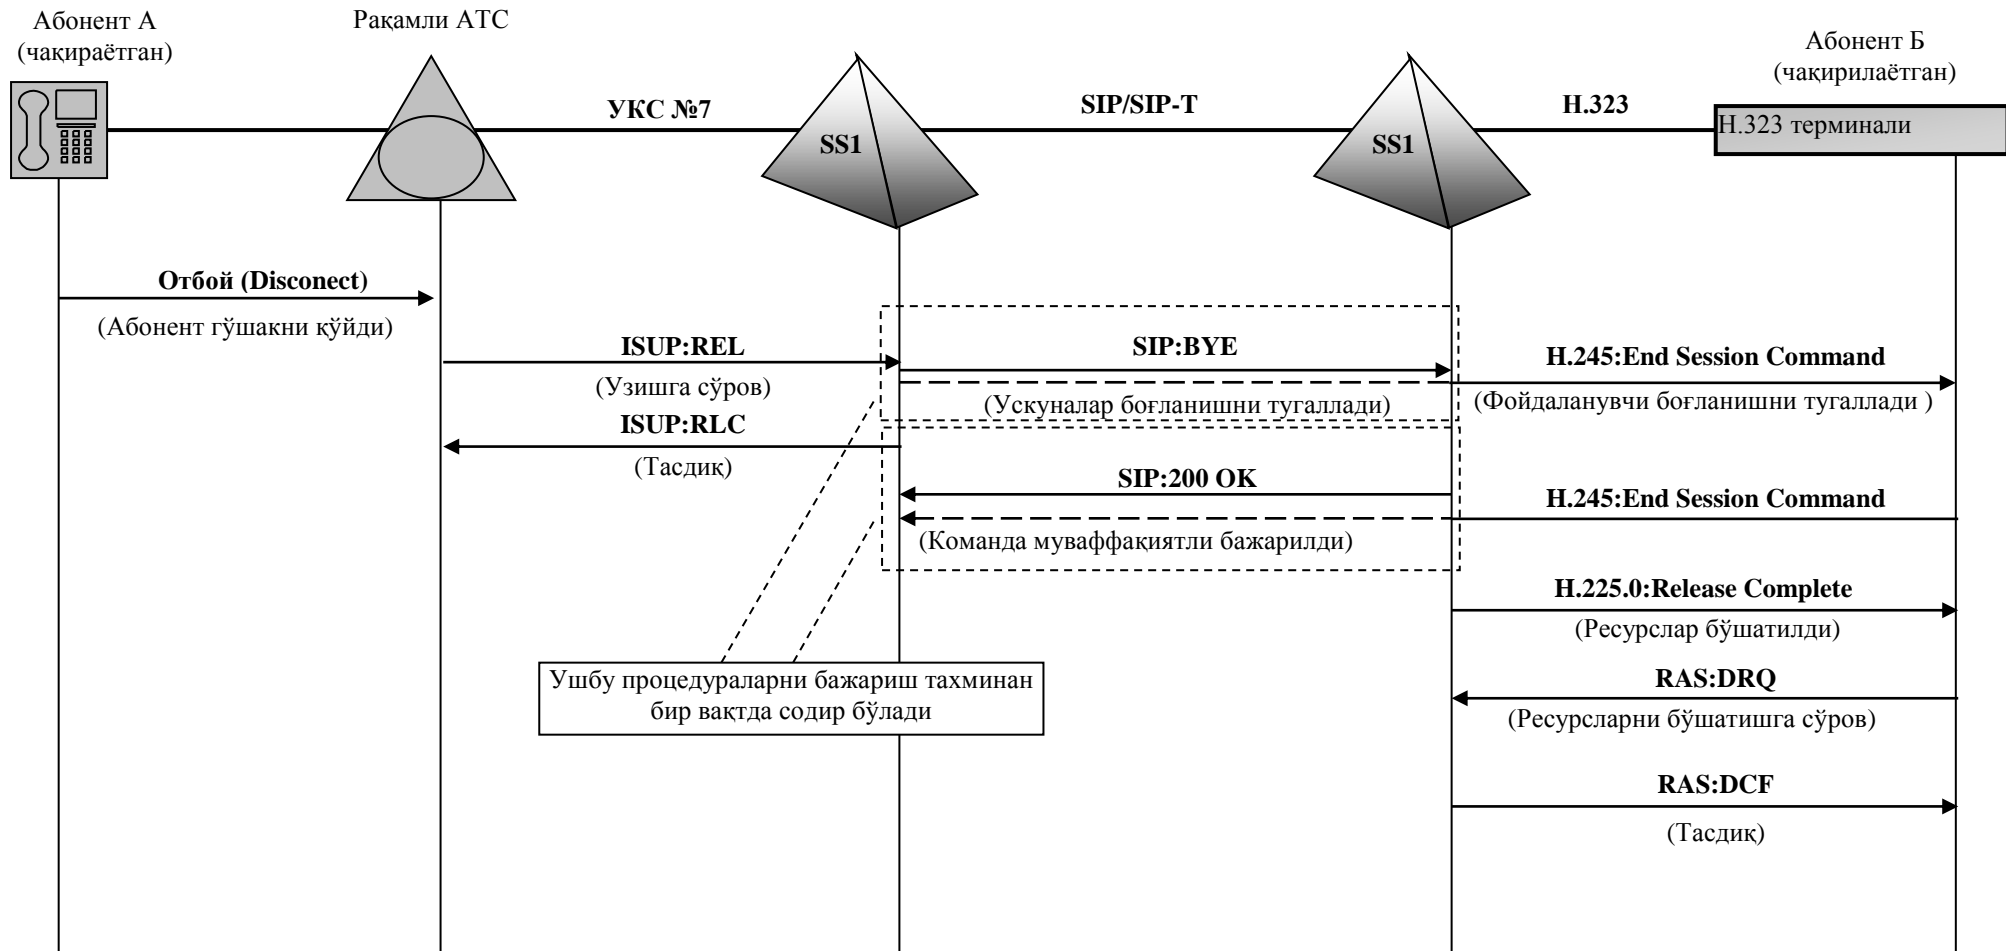 Абонент А
(чақираётган)
Рақамли АТС
Абонент Б
(чақирилаётган)
УКС №7
SIP/SIP-T
H.323
SS1
SS1
H.323 терминали
Отбой (Disconect)
(Абонент гўшакни қўйди)
ISUP:REL
(Узишга сўров)
SIP:BYE
(Ускуналар боғланишни тугаллади)
H.245:End Session Command
(Фойдаланувчи боғланишни тугаллади )
ISUP:RLC
(Тасдиқ)
SIP:200 OK
(Команда муваффақиятли бажарилди)
H.245:End Session Command
H.225.0:Release Complete
(Ресурслар бўшатилди)
Ушбу процедураларни бажариш тахминан
бир вақтда содир бўлади
RAS:DRQ
(Ресурсларни бўшатишга сўров)
RAS:DCF
(Тасдиқ)